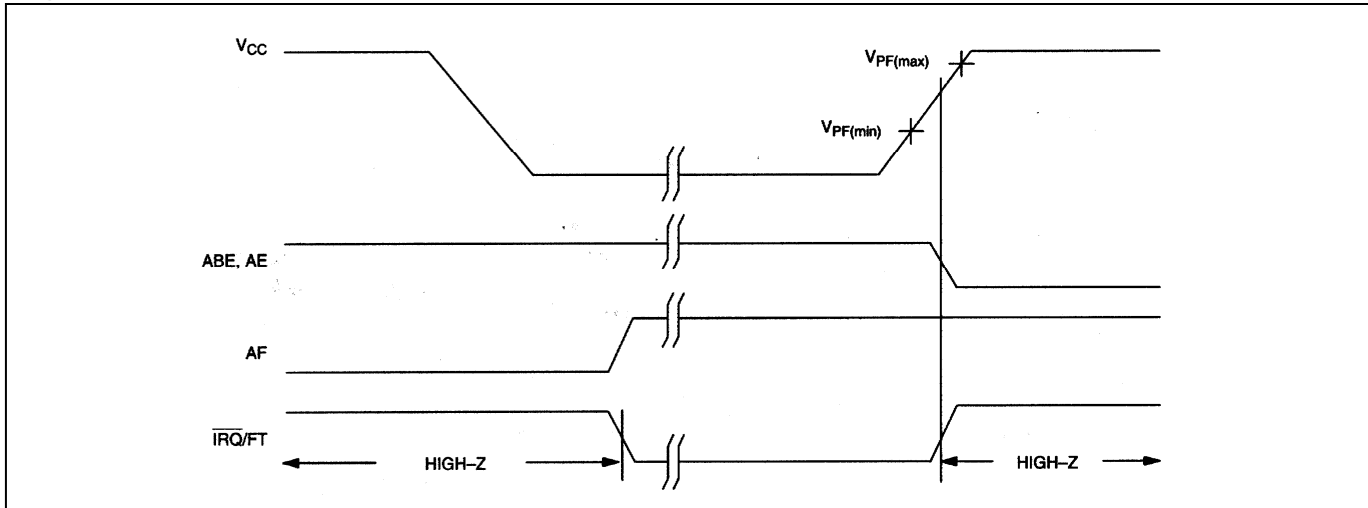 VCC
VPF(max)
VPF(min)
ABE, AE
AF
IRQ/FT
HIGH–Z
HIGH–Z